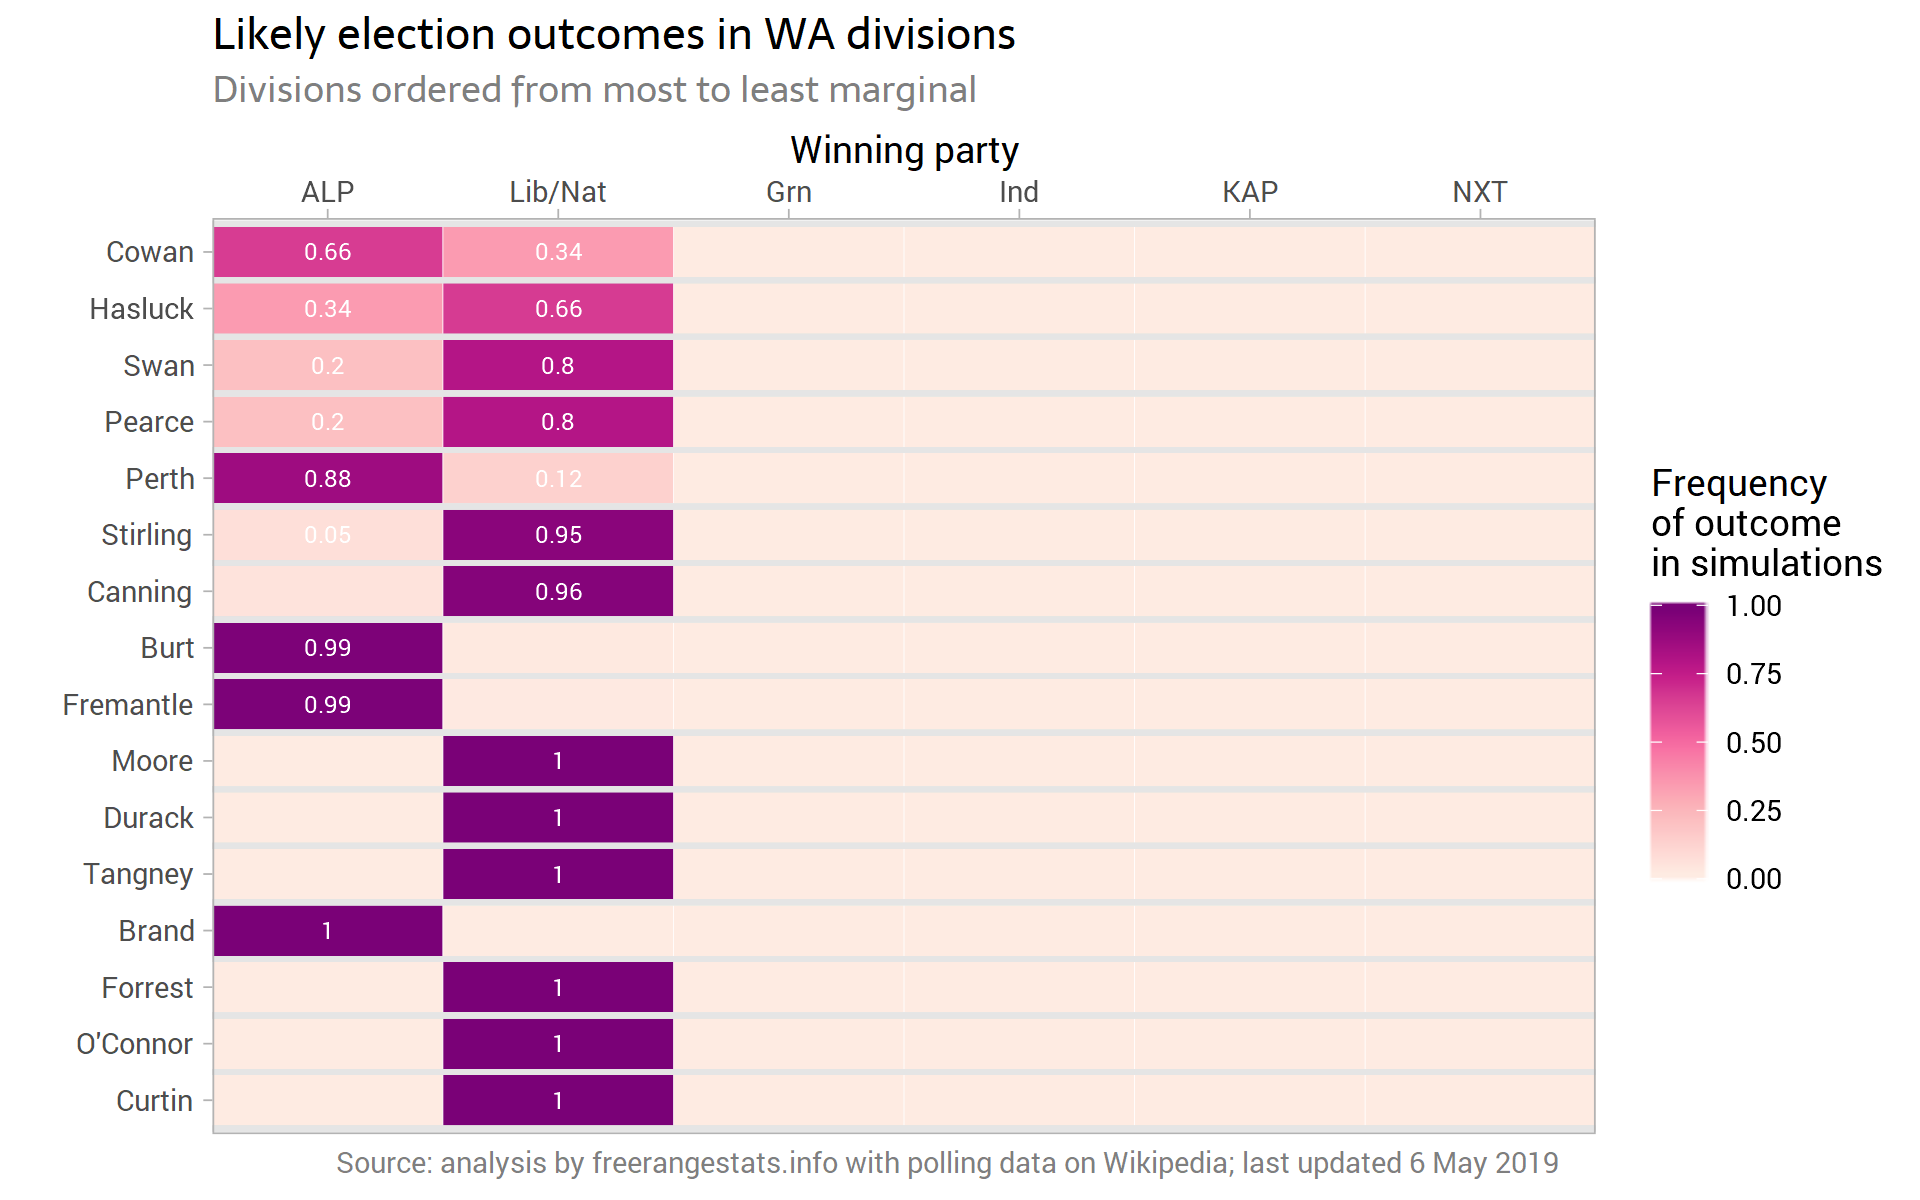 Likely election outcomes in WA divisions
Divisions ordered from most to least marginal
Winning party
ALP Lib/Nat Grn Ind KAP NXT
Cowan 0.66 0.34
Hasluck 0.34 0.66
Swan 0.2 0.8
Pearce 0.2 0.8
Perth 0.88 0.12
Stirling 0.05 0.95
Canning 0.96
Burt 0.99
Fremantle 0.99
Moore 1
Durack 1
Tangney 1
Brand 1
Forrest 1
O'Connor 1
Curtin 1
Frequency
of outcome
in simulations
1.00
0.75
0.50
0.25
0.00
Source: analysis by freerangestats.info with polling data on Wikipedia; last updated 6 May 2019